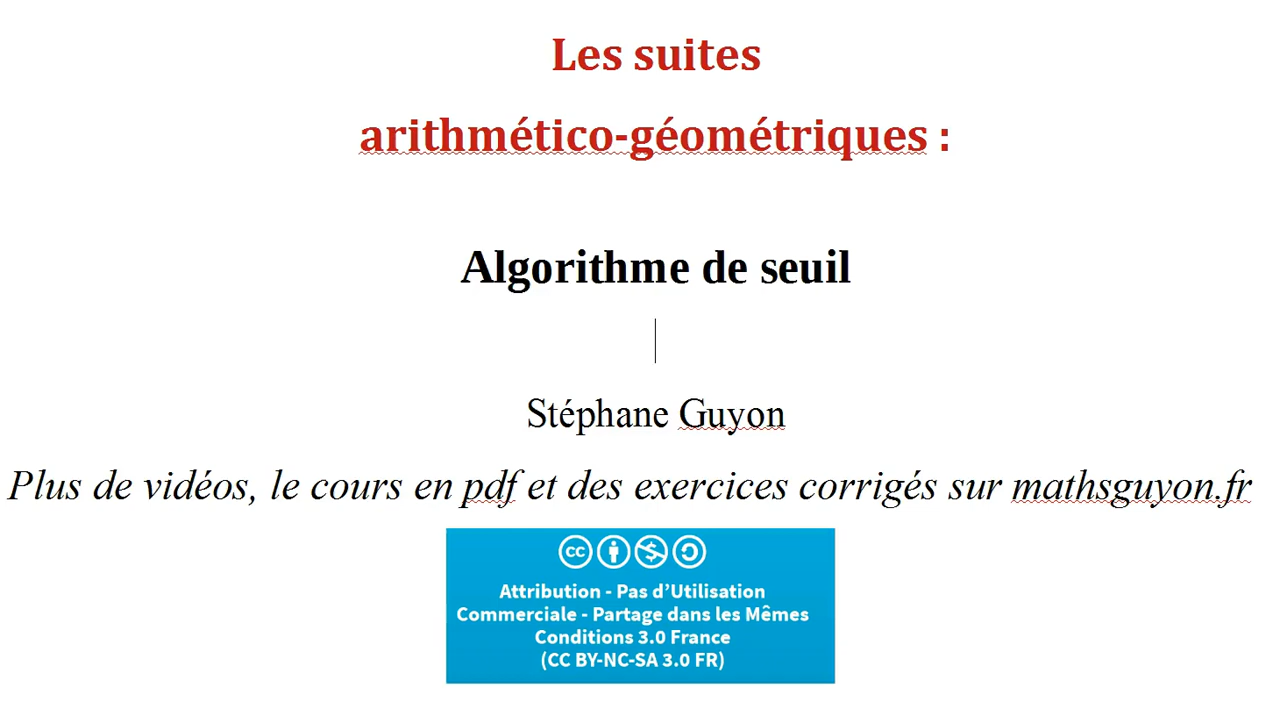 Les suites
arithmético-géométriques :
Algorithme de seuil
Stéphane Guyon
Plus de vidéos, le cours en pdf et des exercices corrigés sur mathsguyon.fr
cc
Attribution - Pas d’Utilisation
Commerciale - Partage dans les Mêmes
Conditions 3.0 France
(CC BY-NC-SA 3.0 FR)